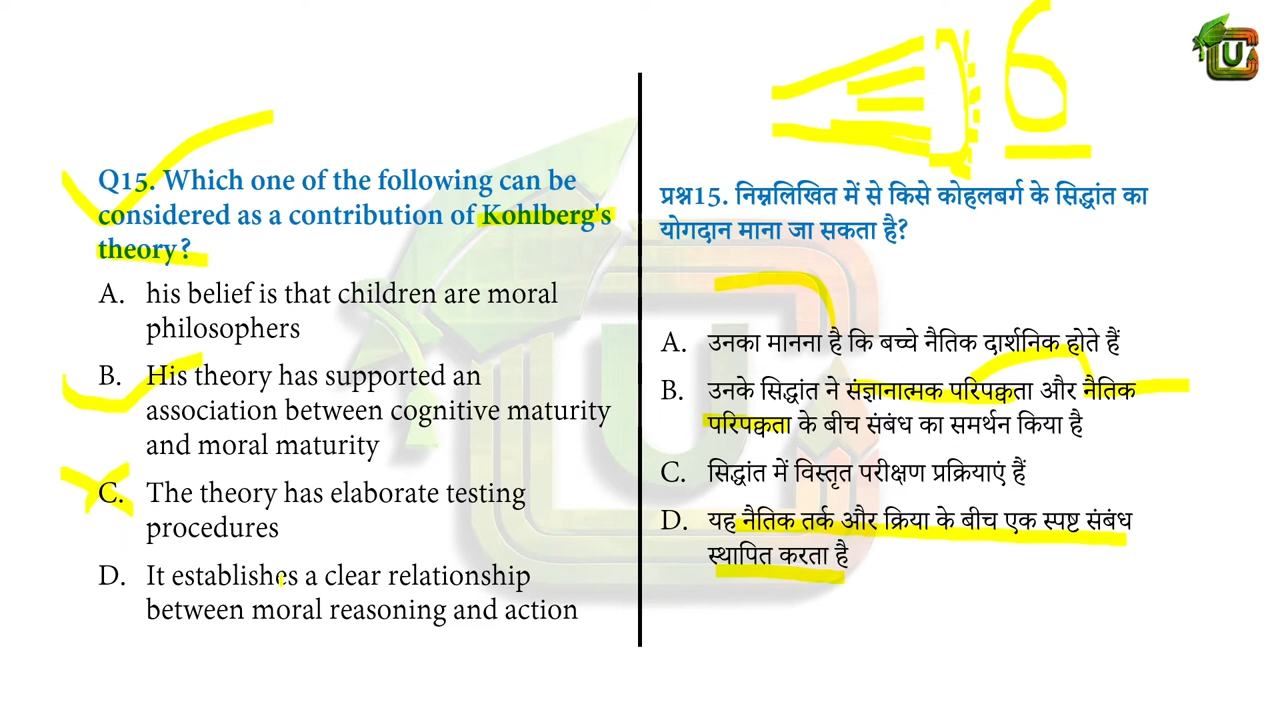 6
U
Q15. Which one of the following can be
considered as a contribution of Kohlberg's
theory?
A. his belief is that children are moral
philosophers
B. His theory has supported an
association between cognitive maturity
and moral maturity
C. The theory has elaborate testing
procedures
D. It establishes a clear relationship
between moral reasoning and action
प्रश्न15. निम्नलिखित में से किसे कोहलबर्ग के सिद्धांत का
योगदान माना जा सकता है?
A. उनका मानना है कि बच्चे नैतिक दार्शनिक होते हैं
B. उनके सिद्धांत ने संज्ञानात्मक परिपक्वता और नैतिक
परिपक्वता के बीच संबंध का समर्थन किया है
C. सिद्धांत में विस्तृत परीक्षण प्रक्रियाएं हैं
D. यह नैतिक तर्क और क्रिया के बीच एक स्पष्ट संबंध
स्थापित करता है